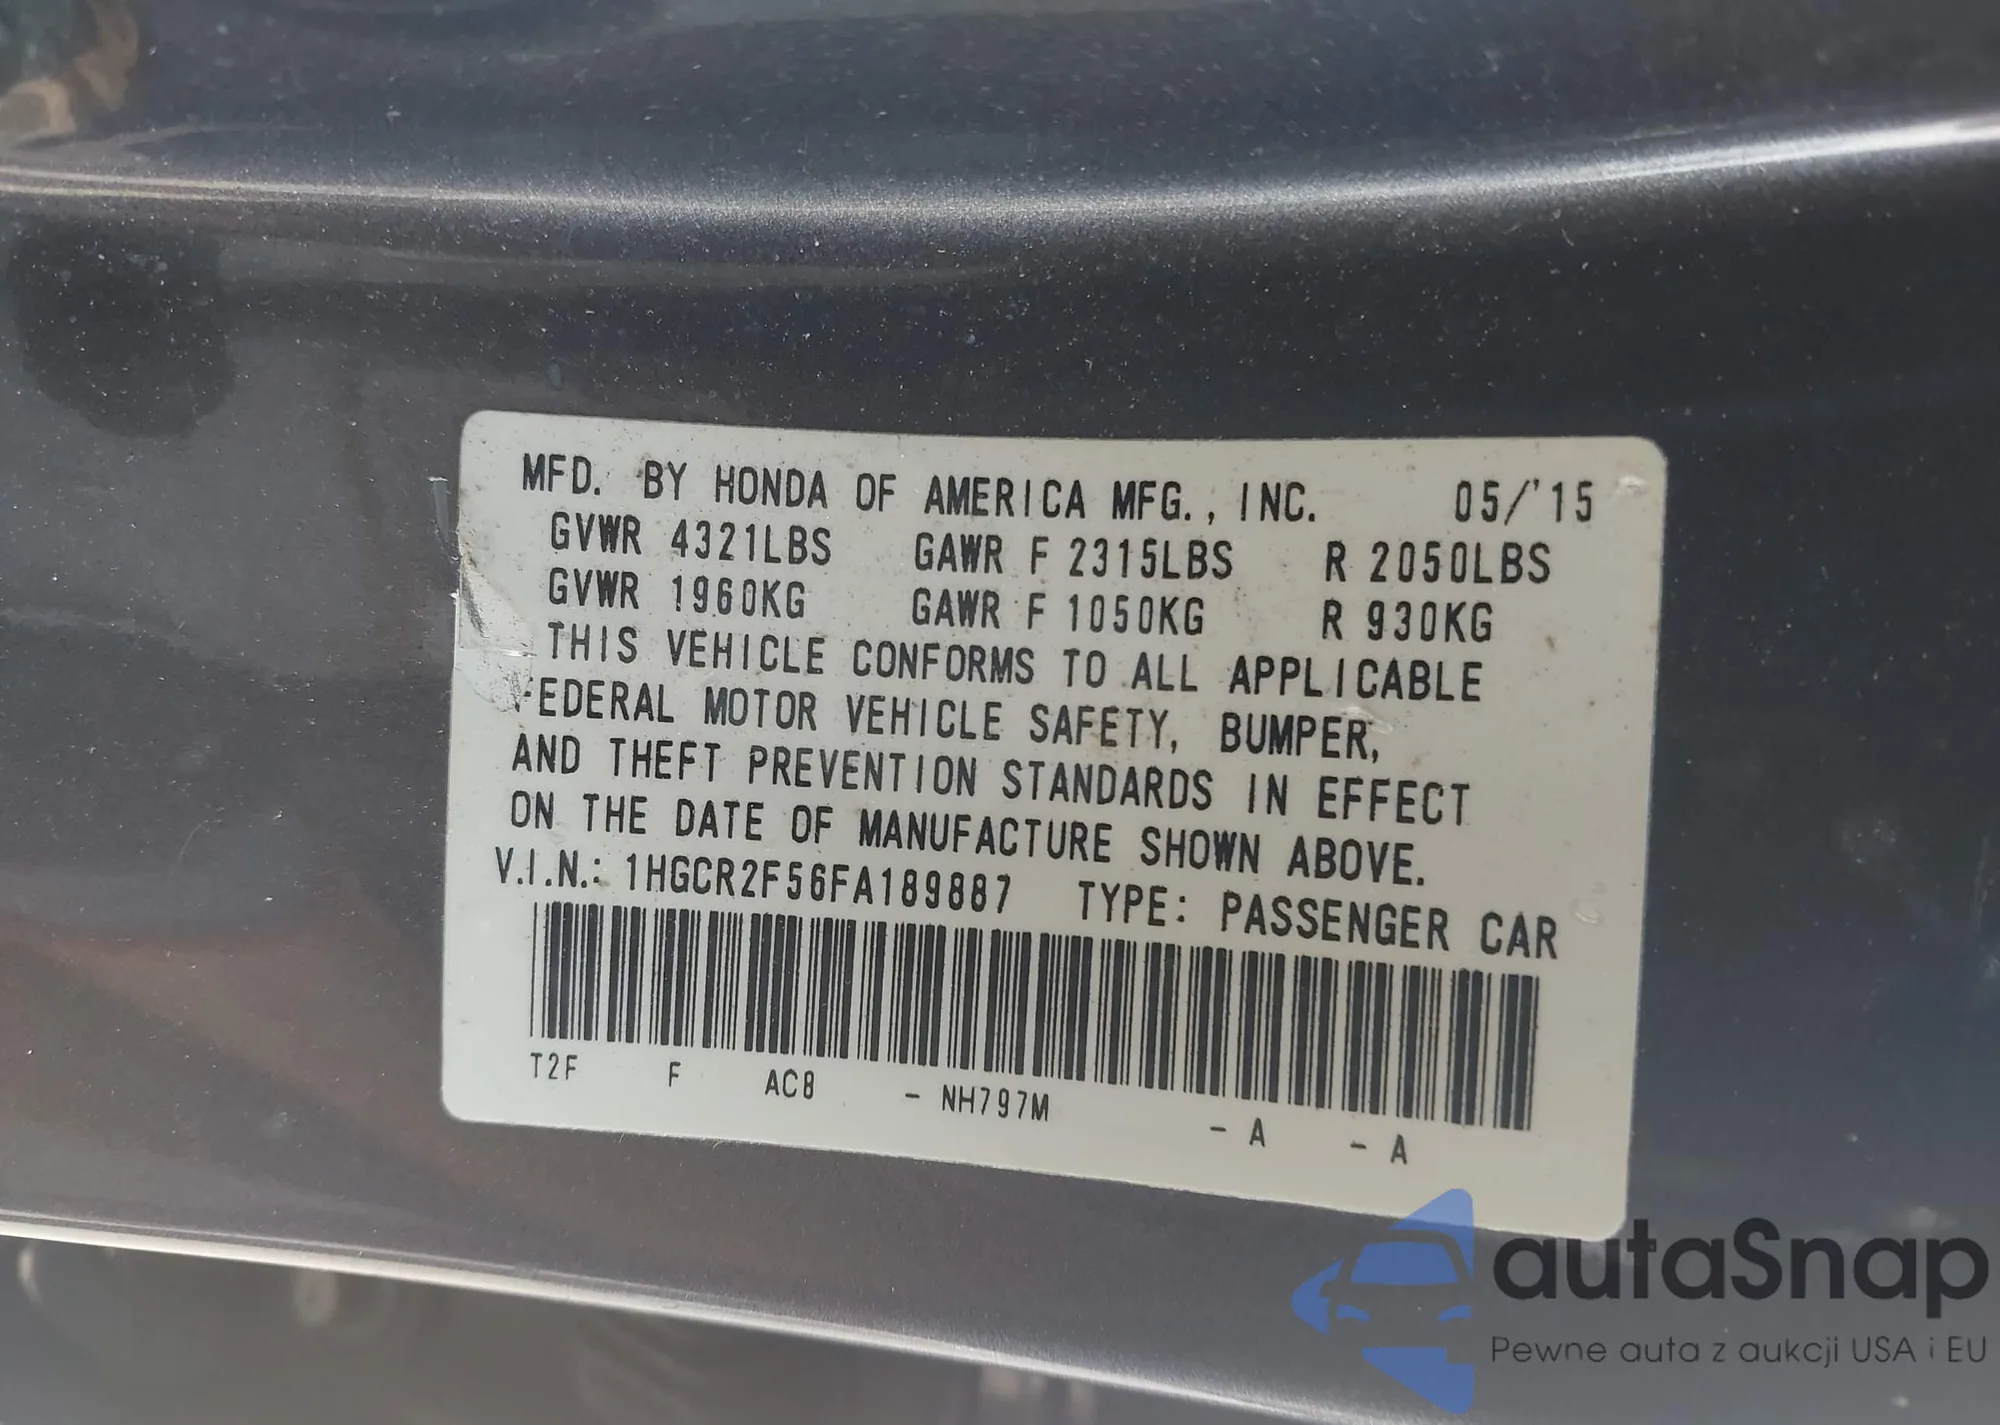 MFD. BY HONDA OF AMERICA MFG., INC. 05/'15
GVWR 4321LBS GAWR F 2315LBS R 2050LBS
GVWR 1960KG GAWR F 1050KG R 930KG
THIS VEHICLE CONFORMS TO ALL APPLICABLE
FEDERAL MOTOR VEHICLE SAFETY, BUMPER,
AND THEFT PREVENTION STANDARDS IN EFFECT
ON THE DATE OF MANUFACTURE SHOWN ABOVE.
V.I.N.: 1HGCR2F56FA189887 TYPE: PASSENGER CAR
T2F F AC8 - NH797M - A - A
autaSnap
Pewne auta z aukcji USA i EU